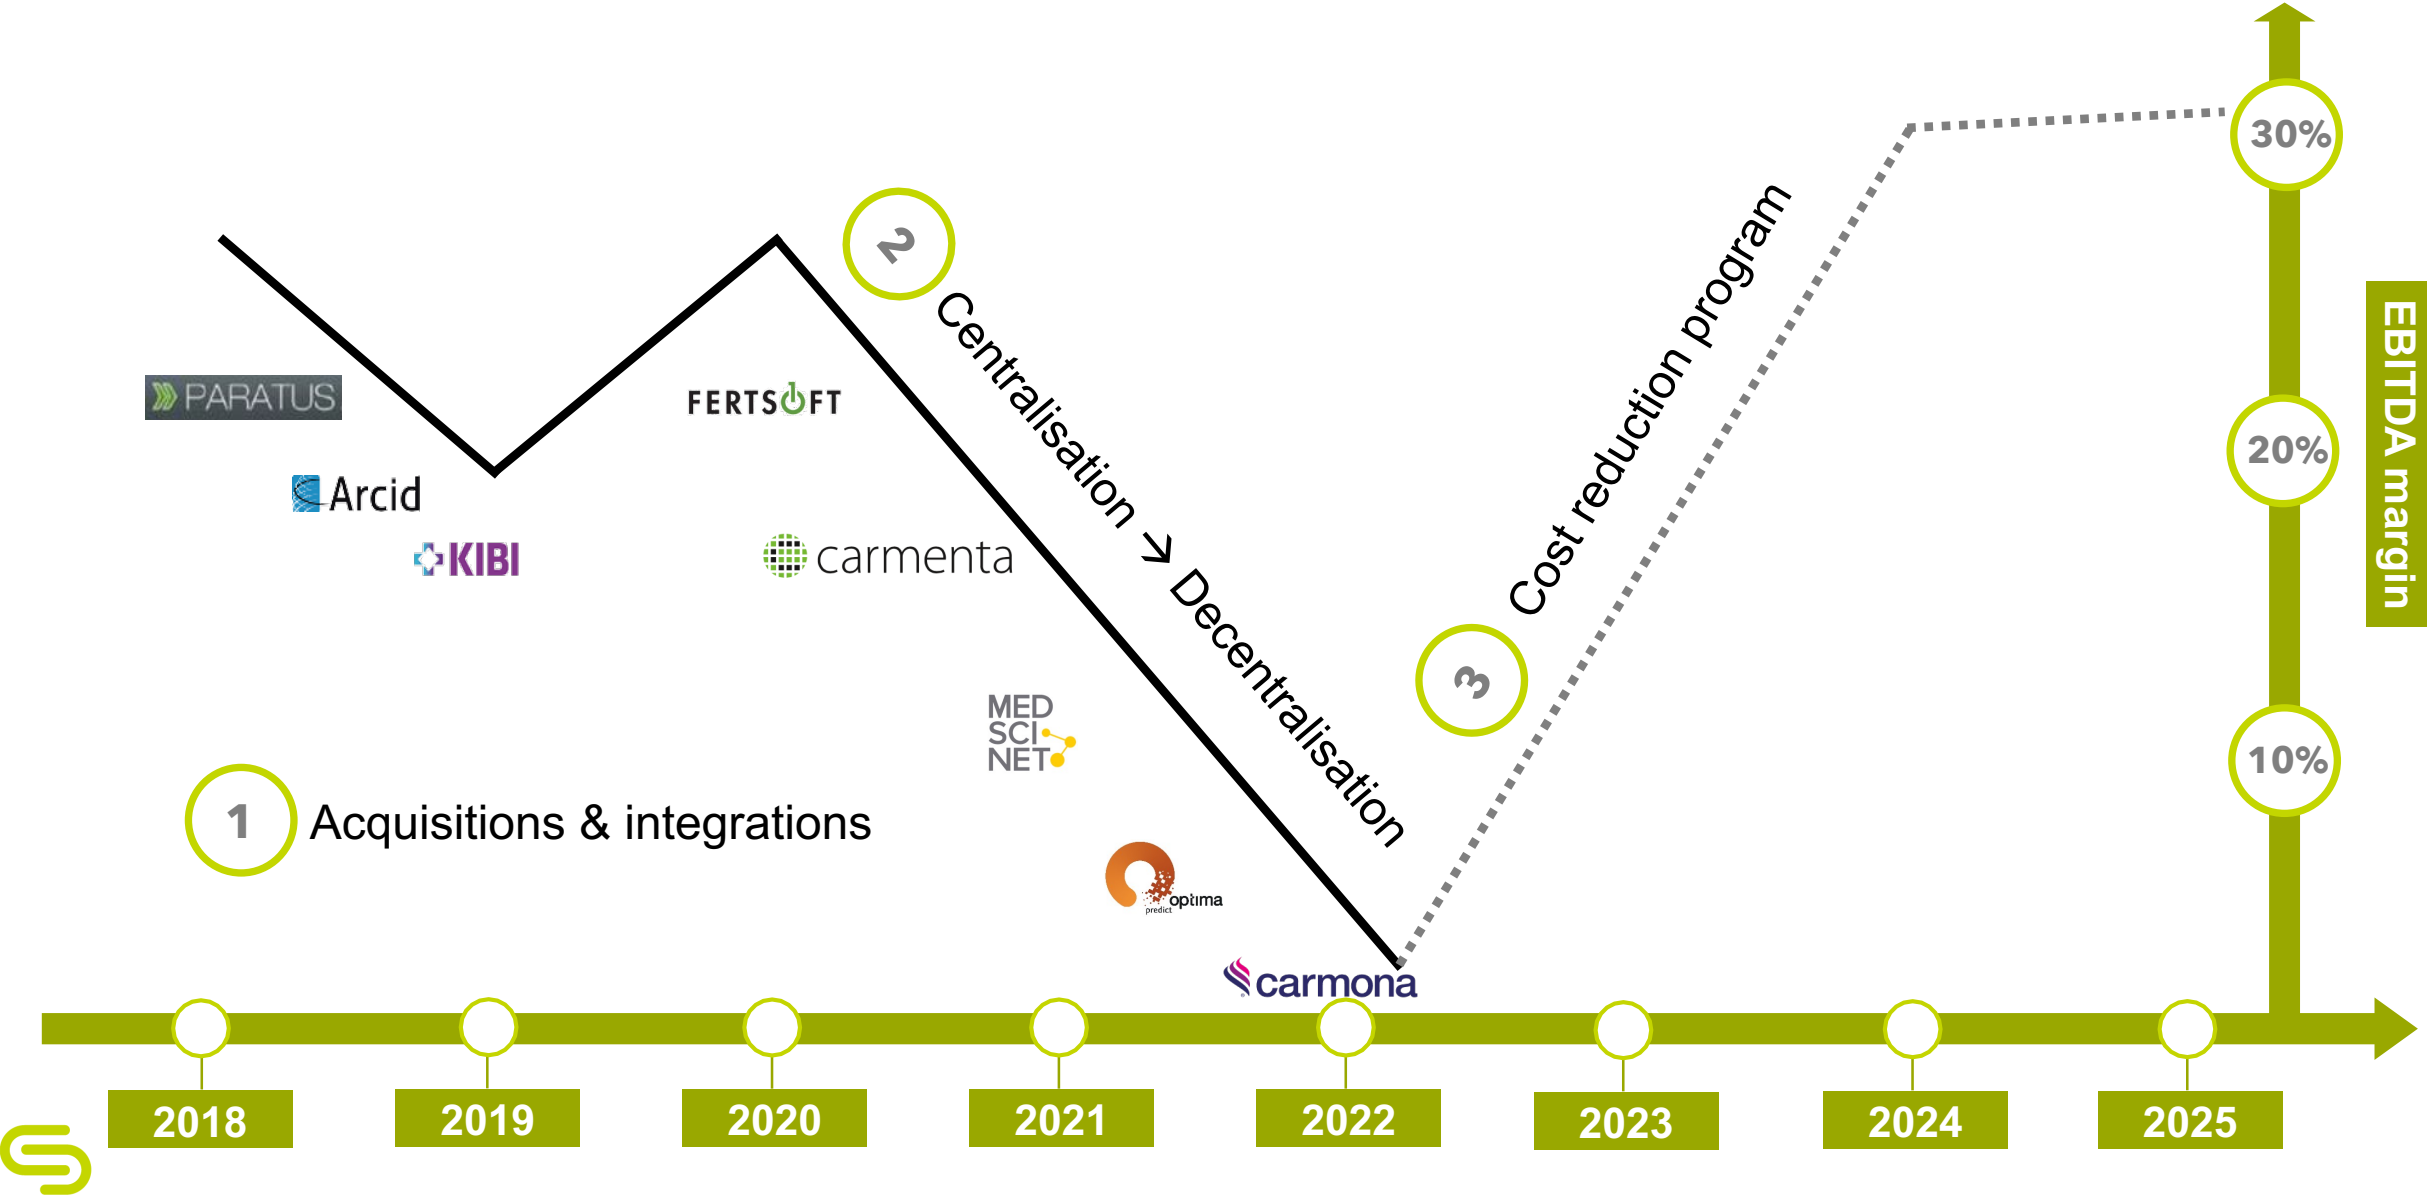 30%
2
PARATUS
FERTSOFT
Centralisation → Decentralisation
Cost reduction program
EBITDA margin
20%
Arcid
KIBI
carmenta
3
MED
SCI
NET
10%
1 Acquisitions & integrations
optima
predict
carmona
2018 2019 2020 2021 2022 2023 2024 2025